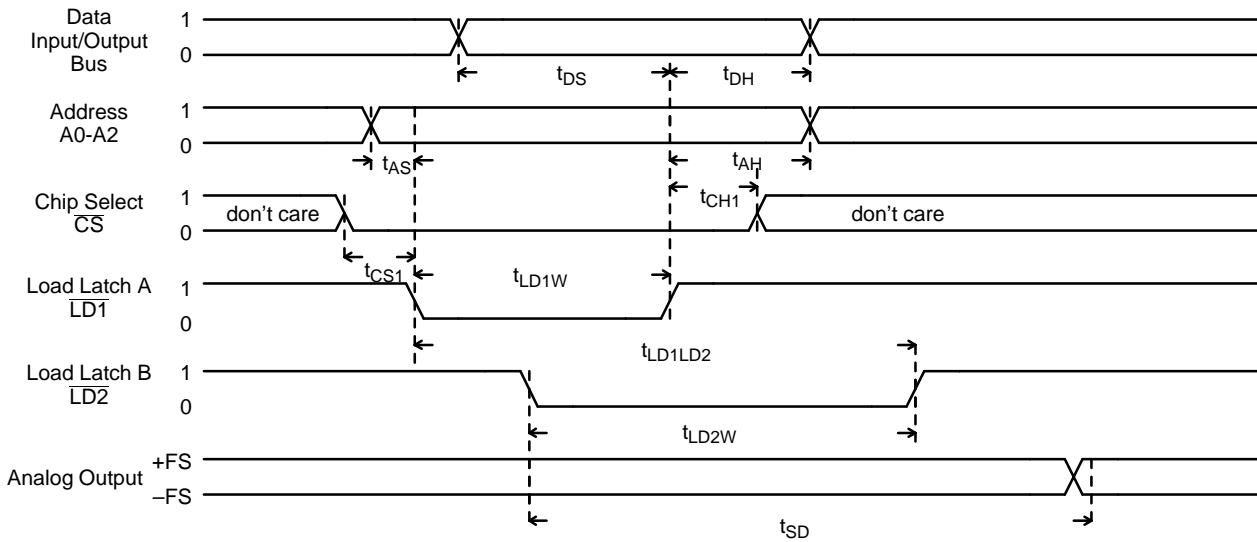 Data
Input/Output
Bus
1
0
tDS
tDH
Address
A0-A2
1
0
tAS
tAH
Chip Select
CS
1
0
don't care
tCH1
don't care
tCS1
tLD1W
Load Latch A
LD1
1
0
tLD1LD2
Load Latch B
LD2
1
0
tLD2W
Analog Output
+FS
–FS
tSD